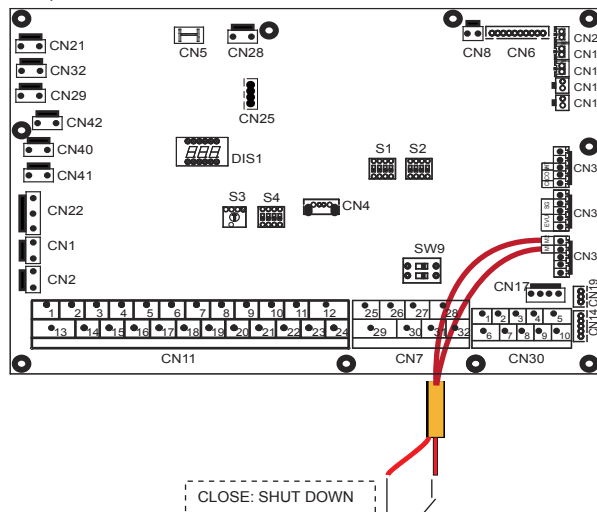 CN21
CN5
CN28
CN8
CN6
CN2
CN32
CN1
CN1
CN29
CN1
CN25
CN1
CN42
CN40
DIS1
S1
S2
CN41
CN3
CN22
S3
S4
CN4
CN3
CN1
SW9
CN3
CN2
CN17
CN19
1 2 3 4 5 6 7 8 9 10 11 12
25 26 27 28
1 2 3 4 5
CN14
13 14 15 16 17 18 19 20 21 22 23 24
29 30 31 32
6 7 8 9 10
CN11
CN7
CN30
CLOSE: SHUT DOWN